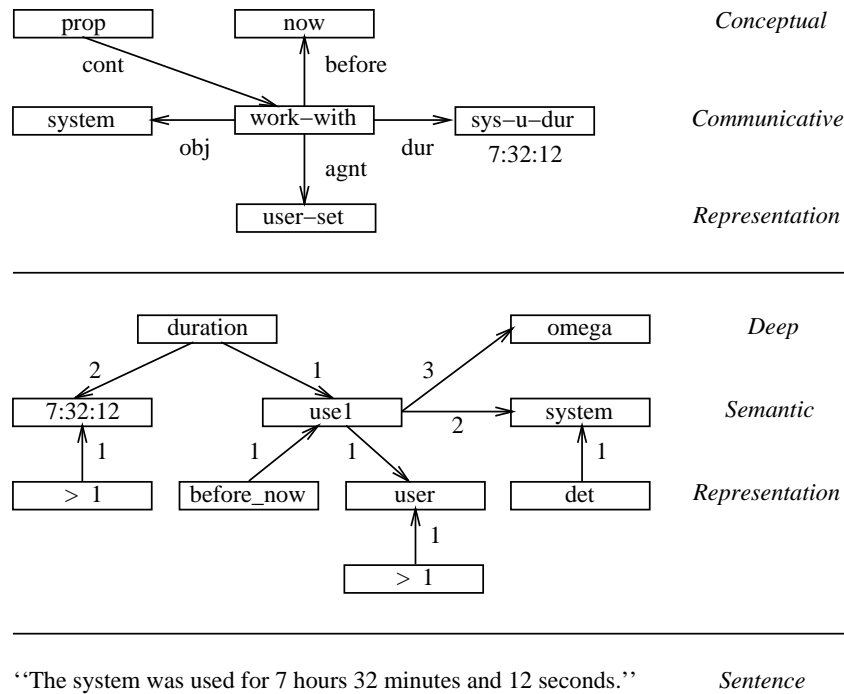 prop now Conceptual
cont before
system work−with sys−u−dur Communicative
obj dur 7:32:12
agnt
user−set Representation
duration omega Deep
2 1 3
7:32:12 use1 system Semantic
2
1 1 1 1
> 1 before_now user det Representation
1
> 1
‘‘The system was used for 7 hours 32 minutes and 12 seconds.’’ Sentence